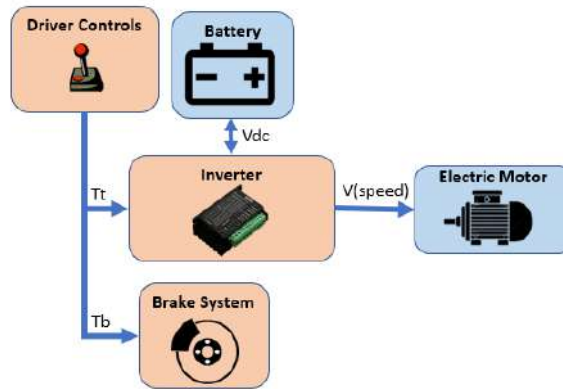 Driver Controls
Battery
Vdc
Inverter
Tt
V(speed)
Electric Motor
Brake System
Tb